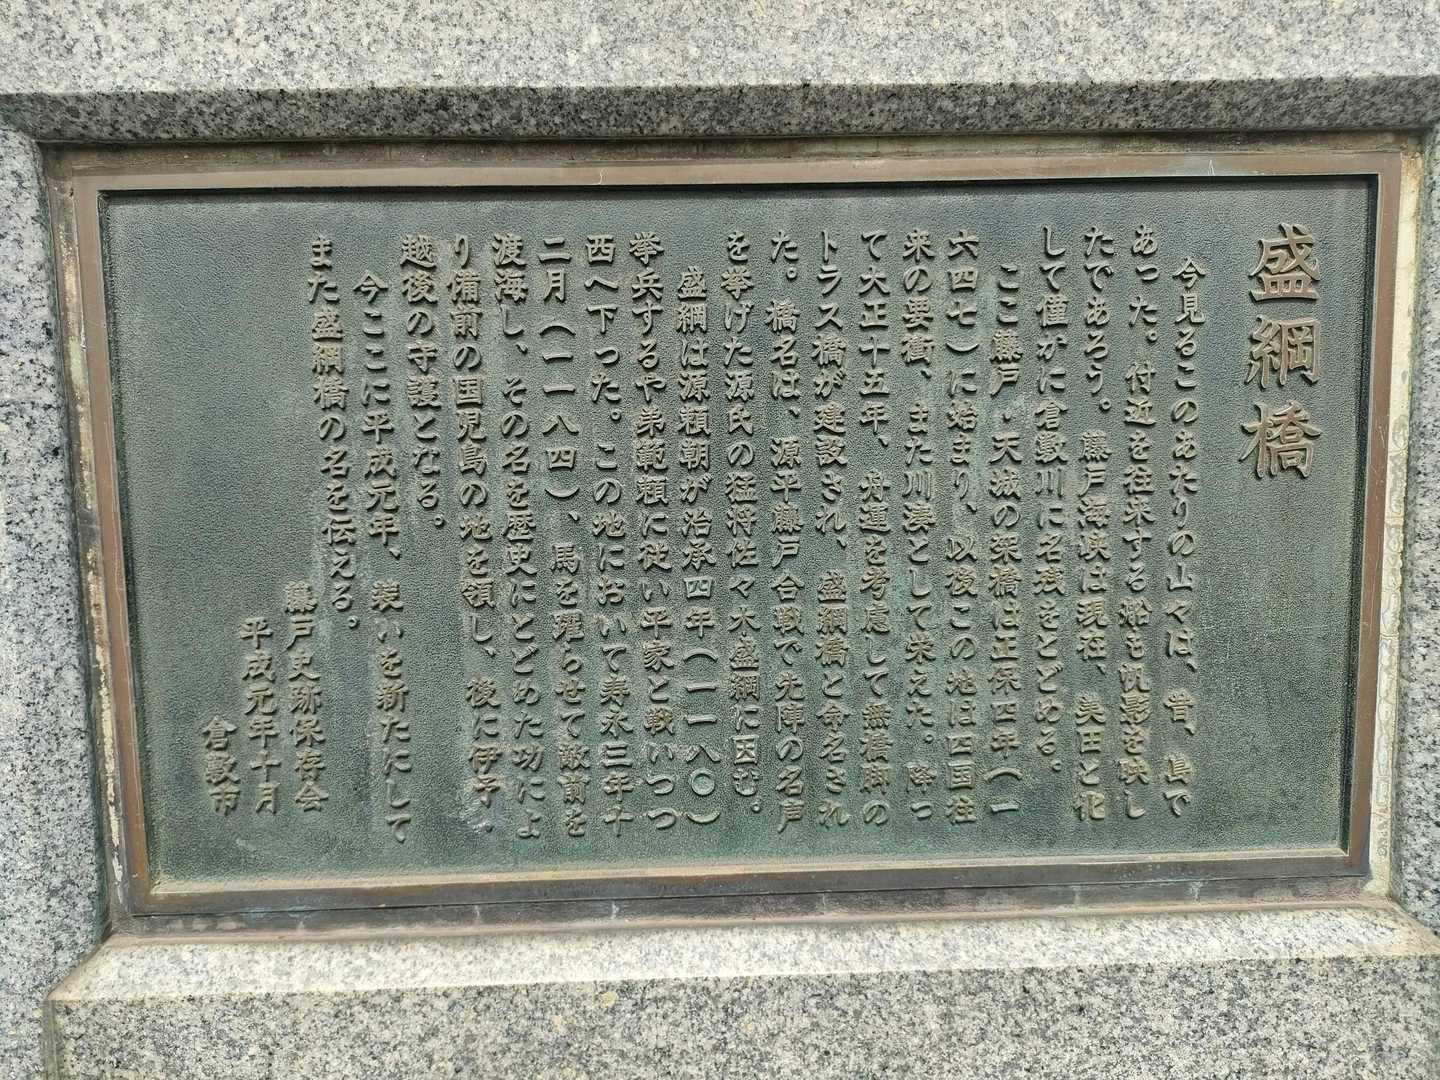 盛綱橋
今見るこのあたりの山々は、昔、島で
あった。付近を往来する船も帆影を映し
たであろう。藤戸海峡は現在、美田と化
して僅かに倉敷川に名残をとどめる。
ここ藤戸・天城の架橋は正保四年(一
六四七)に始まり、以後この地は四国往
来の要衝、また川湊として栄えた。降っ
て大正十五年、舟運を考慮して無橋脚の
トラス橋が建設され、盛綱橋と命名され
た。橋名は、源平藤戸合戦で先陣の名声
を挙げた源氏の猛将佐々木盛綱に因む。
盛綱は源頼朝が治承四年(一一八〇)
挙兵するや弟範頼に従い平家と戦いつつ
西へ下った。この地において寿永三年十
二月(一一八四)、馬を躍らせて敵前を
渡海し、その名を歴史にとどめた功によ
り備前の国児島の地を領し、後に伊予、
越後の守護となる。
今ここに平成元年、装いを新たにして
また盛綱橋の名を伝える。
藤戸史跡保存会
平成元年十月
倉敷市